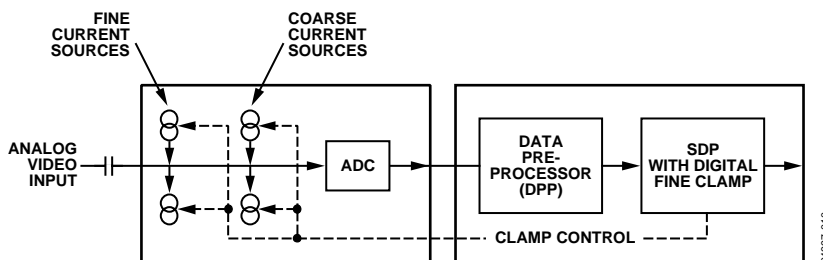 FINE
CURRENT
SOURCES
COARSE
CURRENT
SOURCES
ANALOG
VIDEO
INPUT
ADC
DATA
PRE-
PROCESSOR
(DPP)
SDP
WITH DIGITAL
FINE CLAMP
CLAMP CONTROL